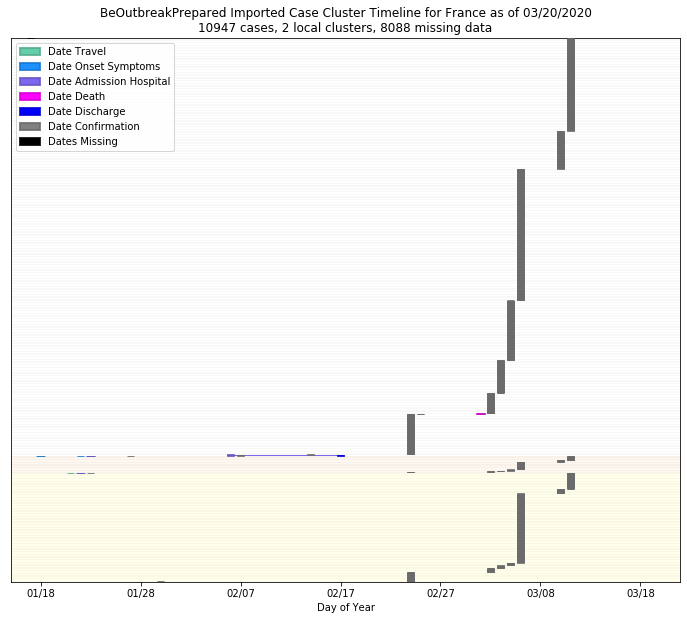 BeOutbreakPrepared Imported Case Cluster Timeline for France as of 03/20/2020
10947 cases, 2 local clusters, 8088 missing data
Date Travel
Date Onset Symptoms
Date Admission Hospital
Date Death
Date Discharge
Date Confirmation
Dates Missing
01/18 01/28 02/07 02/17 02/27 03/08 03/18
Day of Year